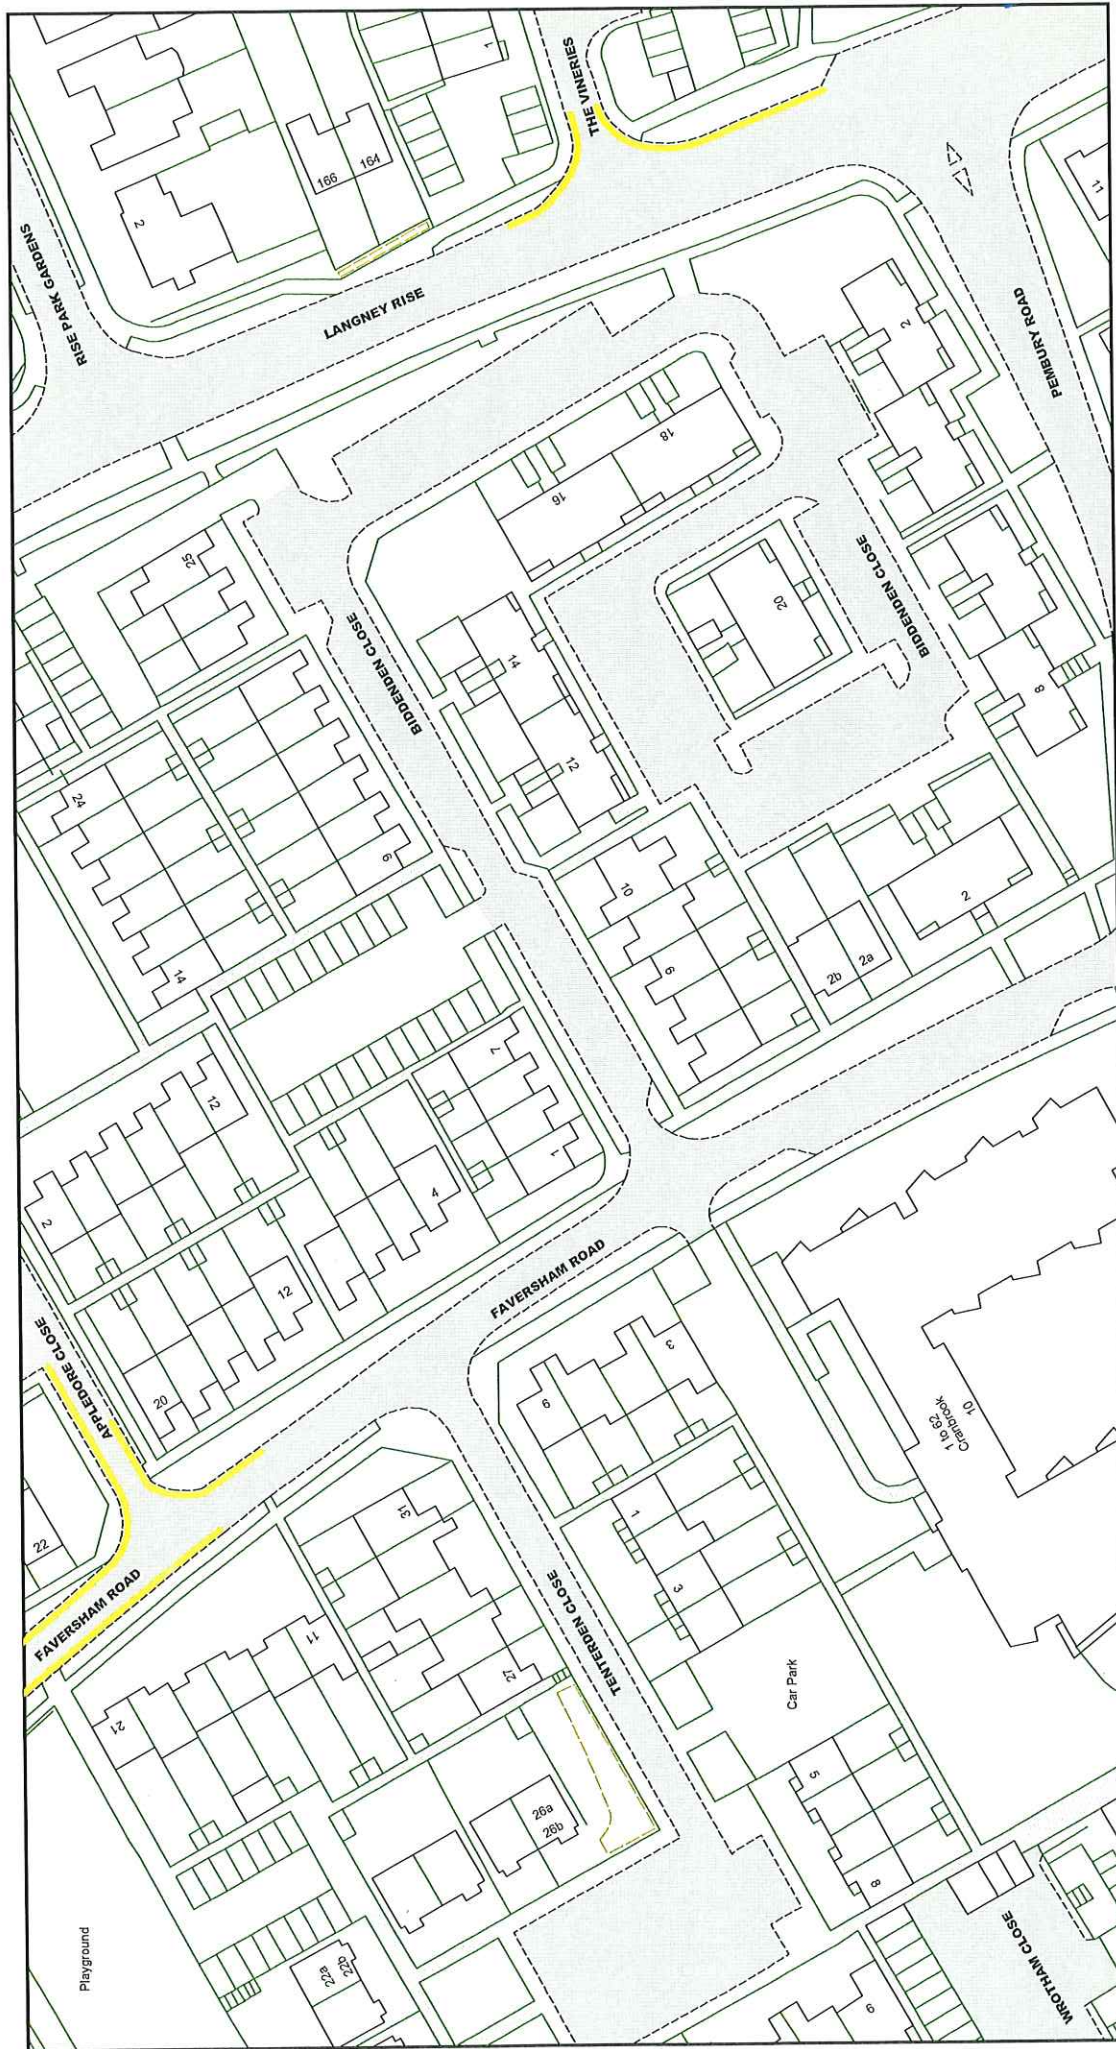 THE VINERIES
1
166
164
2
RISE PARK GARDENS
LANGNEY RISE
11
PEMBURY ROAD
2
18
16
25
BIDDENDEN CLOSE
20
BIDDENDEN CLOSE
14
12
8
24
6
10
6
2
2a
2b
14
7
1
12
4
2
12
20
APPLEDORE CLOSE
FAVERSHAM ROAD
3
6
1 to 62
Cranbrook
10
22
FAVERSHAM ROAD
31
1
3
11
27
TENTERDEN CLOSE
Car Park
21
5
26a
26b
8
Playground
22a
22b
9
WROTHAM CLOSE